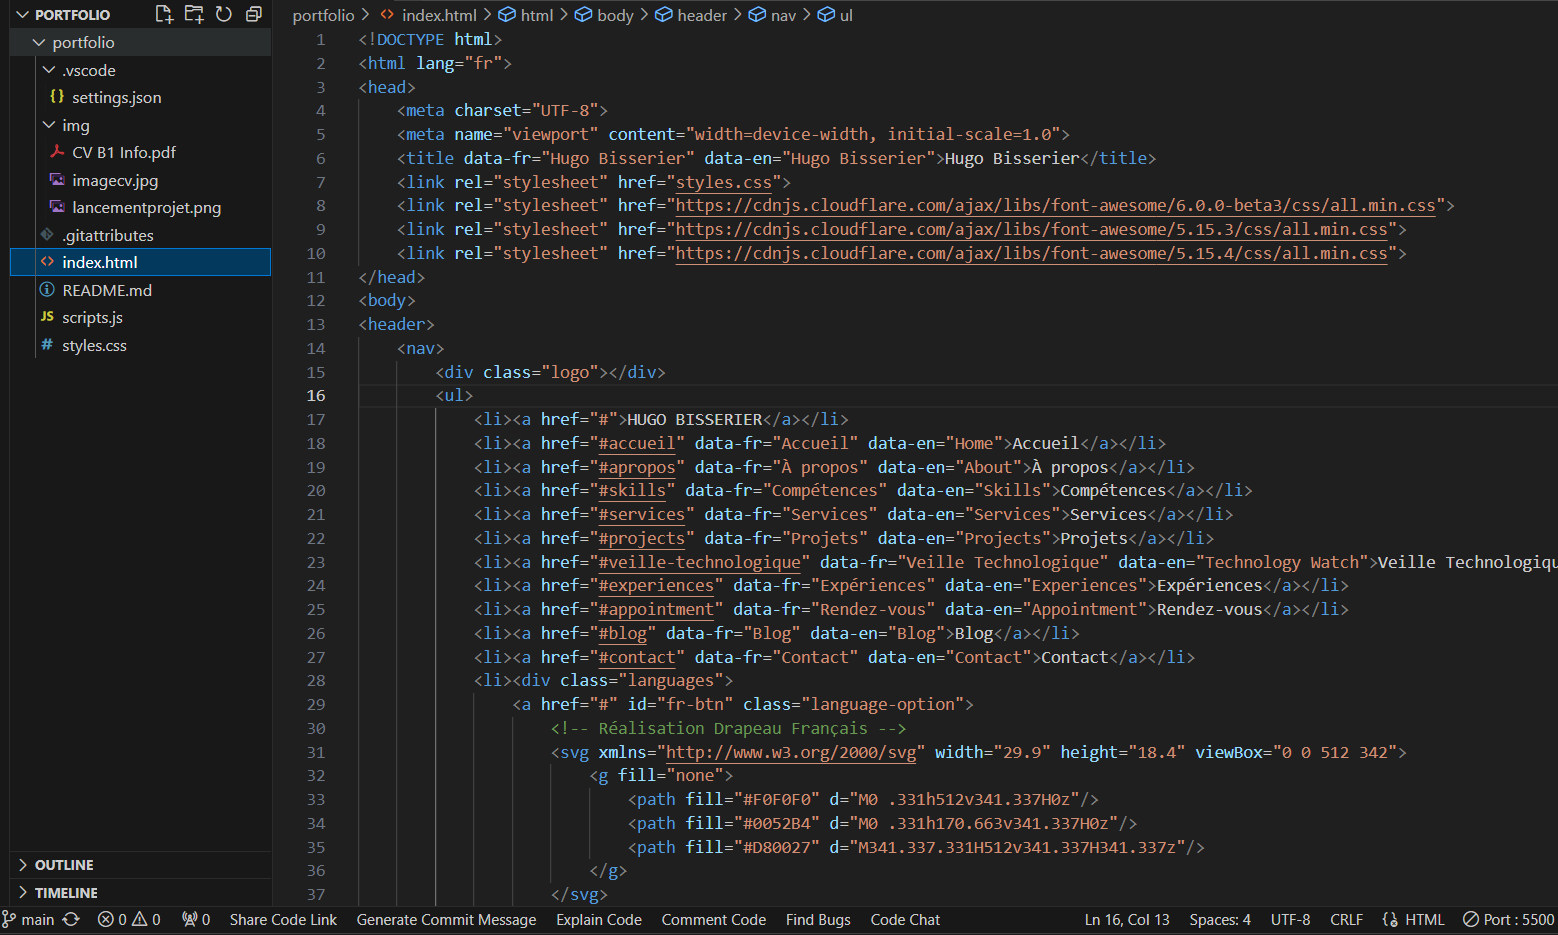 PORTFOLIO
portfolio
.vscode
{} settings.json
img
CV B1 Info.pdf
imagecv.jpg
lancementprojet.png
.gitattributes
<> index.html
README.md
JS scripts.js
# styles.css
OUTLINE
TIMELINE
portfolio > <> index.html > html > body > header > nav > ul
1 <!DOCTYPE html>
2 <html lang="fr">
3 <head>
4 <meta charset="UTF-8">
5 <meta name="viewport" content="width=device-width, initial-scale=1.0">
6 <title data-fr="Hugo Bisserier" data-en="Hugo Bisserier">Hugo Bisserier</title>
7 <link rel="stylesheet" href="styles.css">
8 <link rel="stylesheet" href="https://cdnjs.cloudflare.com/ajax/libs/font-awesome/6.0.0-beta3/css/all.min.css">
9 <link rel="stylesheet" href="https://cdnjs.cloudflare.com/ajax/libs/font-awesome/5.15.3/css/all.min.css">
10 <link rel="stylesheet" href="https://cdnjs.cloudflare.com/ajax/libs/font-awesome/5.15.4/css/all.min.css">
11 </head>
12 <body>
13 <header>
14 <nav>
15 <div class="logo"></div>
16 <ul>
17 <li><a href="#">HUGO BISSERIER</a></li>
18 <li><a href="#accueil" data-fr="Accueil" data-en="Home">Accueil</a></li>
19 <li><a href="#apropos" data-fr="À propos" data-en="About">À propos</a></li>
20 <li><a href="#skills" data-fr="Compétences" data-en="Skills">Compétences</a></li>
21 <li><a href="#services" data-fr="Services" data-en="Services">Services</a></li>
22 <li><a href="#projects" data-fr="Projets" data-en="Projects">Projets</a></li>
23 <li><a href="#veille-technologique" data-fr="Veille Technologique" data-en="Technology Watch">Veille Technologiqu
24 <li><a href="#experiences" data-fr="Expériences" data-en="Experiences">Expériences</a></li>
25 <li><a href="#appointment" data-fr="Rendez-vous" data-en="Appointment">Rendez-vous</a></li>
26 <li><a href="#blog" data-fr="Blog" data-en="Blog">Blog</a></li>
27 <li><a href="#contact" data-fr="Contact" data-en="Contact">Contact</a></li>
28 <li><div class="languages">
29 <a href="#" id="fr-btn" class="language-option">
30 <!-- Réalisation Drapeau Français -->
31 <svg xmlns="http://www.w3.org/2000/svg" width="29.9" height="18.4" viewBox="0 0 512 342">
32 <g fill="none">
33 <path fill="#F0F0F0" d="M0 .331h512v341.337H0z"/>
34 <path fill="#0052B4" d="M0 .331h170.663v341.337H0z"/>
35 <path fill="#D80027" d="M341.337.331H512v341.337H341.337z"/>
36 </g>
37 </svg>
main 0 0 0 Share Code Link Generate Commit Message Explain Code Comment Code Find Bugs Code Chat Ln 16, Col 13 Spaces: 4 UTF-8 CRLF HTML Port : 5500